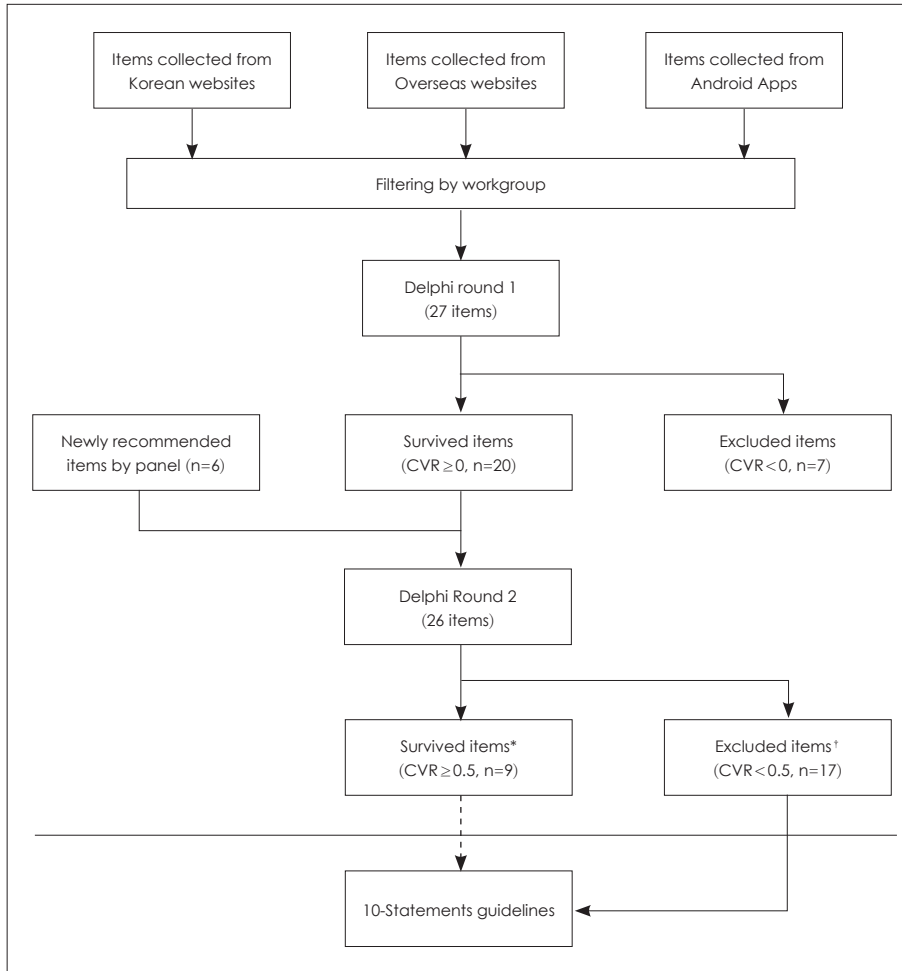 Items collected from
Korean websites
Items collected from
Overseas websites
Items collected from
Android Apps
Filtering by workgroup
Delphi round 1
(27 items)
Newly recommended
items by panel (n=6)
Survived items
(CVR≥0, n=20)
Excluded items
(CVR<0, n=7)
Delphi Round 2
(26 items)
Survived items*
(CVR≥0.5, n=9)
Excluded items†
(CVR<0.5, n=17)
10-Statements guidelines